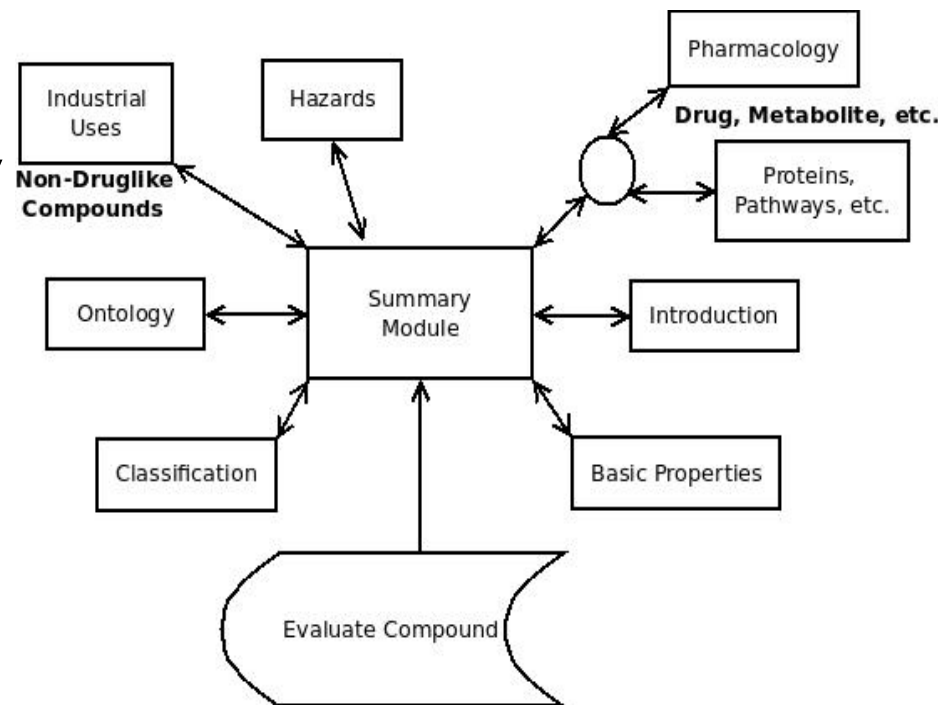 Pharmacology
Industrial
Uses
Hazards
Drug, Metabolite, etc.
Non-Druglike
Compounds
Proteins,
Pathways, etc.
Summary
Module
Ontology
Introduction
Classification
Basic Properties
Evaluate Compound